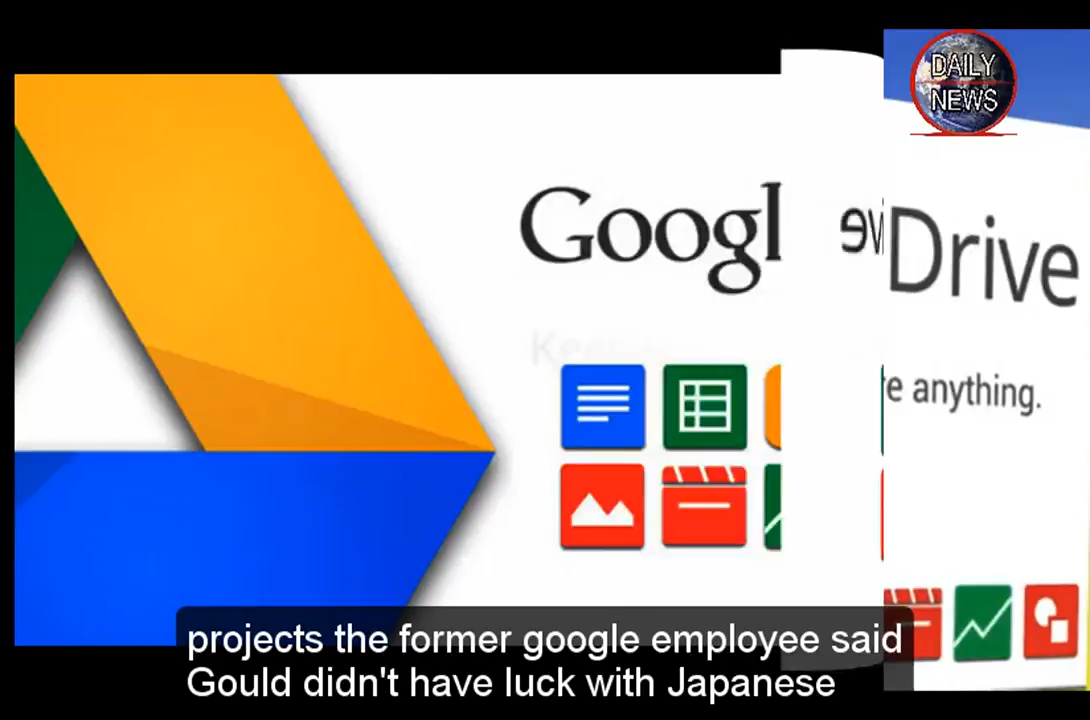 DAILY
NEWS
Googl
Drive
anything.
projects the former google employee said
Gould didn't have luck with Japanese